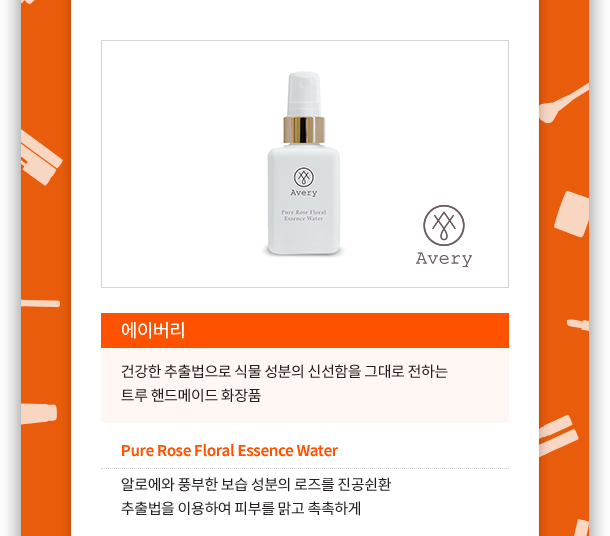 Avery
Pure Rose Floral
Essence Water
Avery
에이버리
건강한 추출법으로 식물 성분의 신선함을 그대로 전하는
트루 핸드메이드 화장품
Pure Rose Floral Essence Water
알로에와 풍부한 보습 성분의 로즈를 진공쉰환
추출법을 이용하여 피부를 맑고 촉촉하게